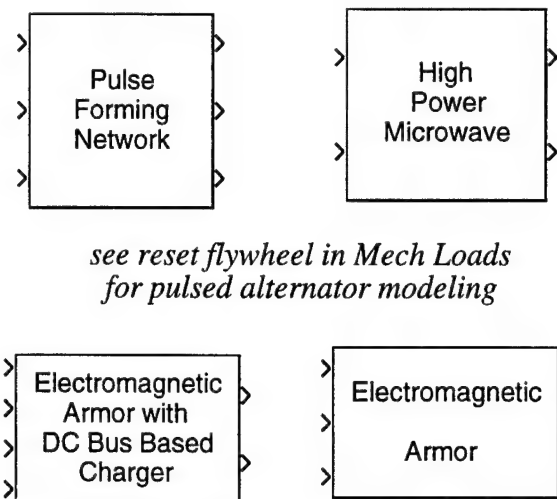 Pulse
Forming
Network
High
Power
Microwave
see reset flywheel in Mech Loads
for pulsed alternator modeling
Electromagnetic
Armor with
DC Bus Based
Charger
Electromagnetic
Armor